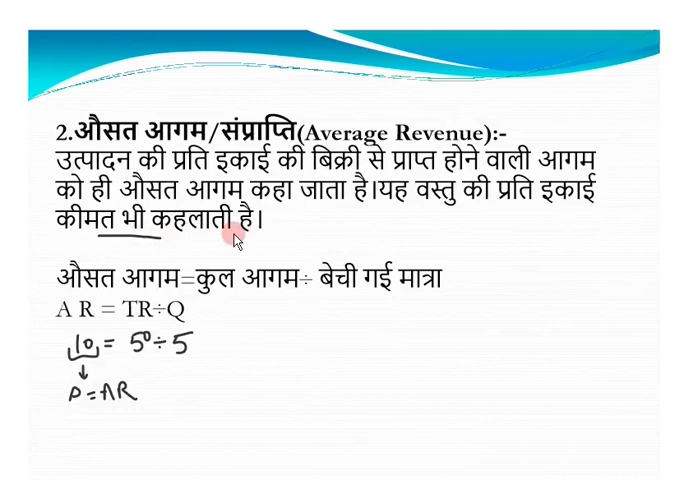 2.औसत आगम/संप्राप्ति(Average Revenue):-
उत्पादन की प्रति इकाई की बिक्री से प्राप्त होने वाली आगम
को ही औसत आगम कहा जाता है।यह वस्तु की प्रति इकाई
कीमत भी कहलाती है।
औसत आगम=कुल आगम÷ बेची गई मात्रा
A R = TR÷Q
10 = 50 ÷ 5
P = AR